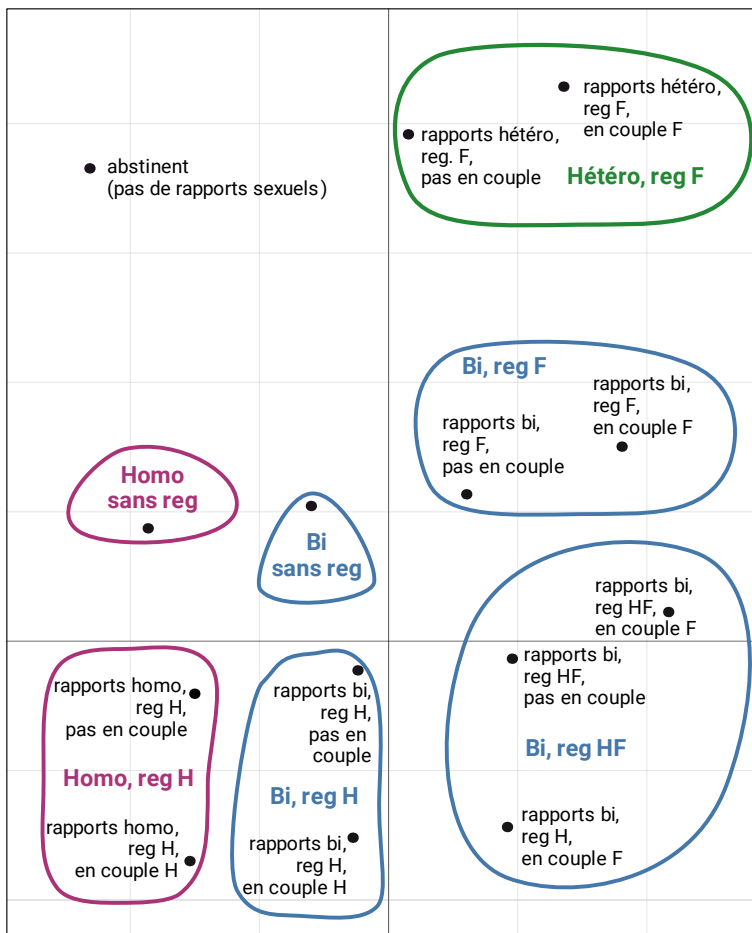 rapports hétéro,
reg F,
en couple F
rapports hétéro,
reg. F,
pas en couple
Hétéro, reg F
abstinent
(pas de rapports sexuels)
Bi, reg F
rapports bi,
reg F,
en couple F
rapports bi,
reg F,
pas en couple
Homo
sans reg
Bi
sans reg
rapports bi,
reg HF,
en couple F
rapports bi,
reg HF,
pas en couple
Bi, reg HF
rapports bi,
reg H,
en couple F
rapports homo,
reg H,
pas en couple
Homo, reg H
rapports homo,
reg H,
en couple H
rapports bi,
reg H,
pas en
couple
Bi, reg H
rapports bi,
reg H,
en couple H